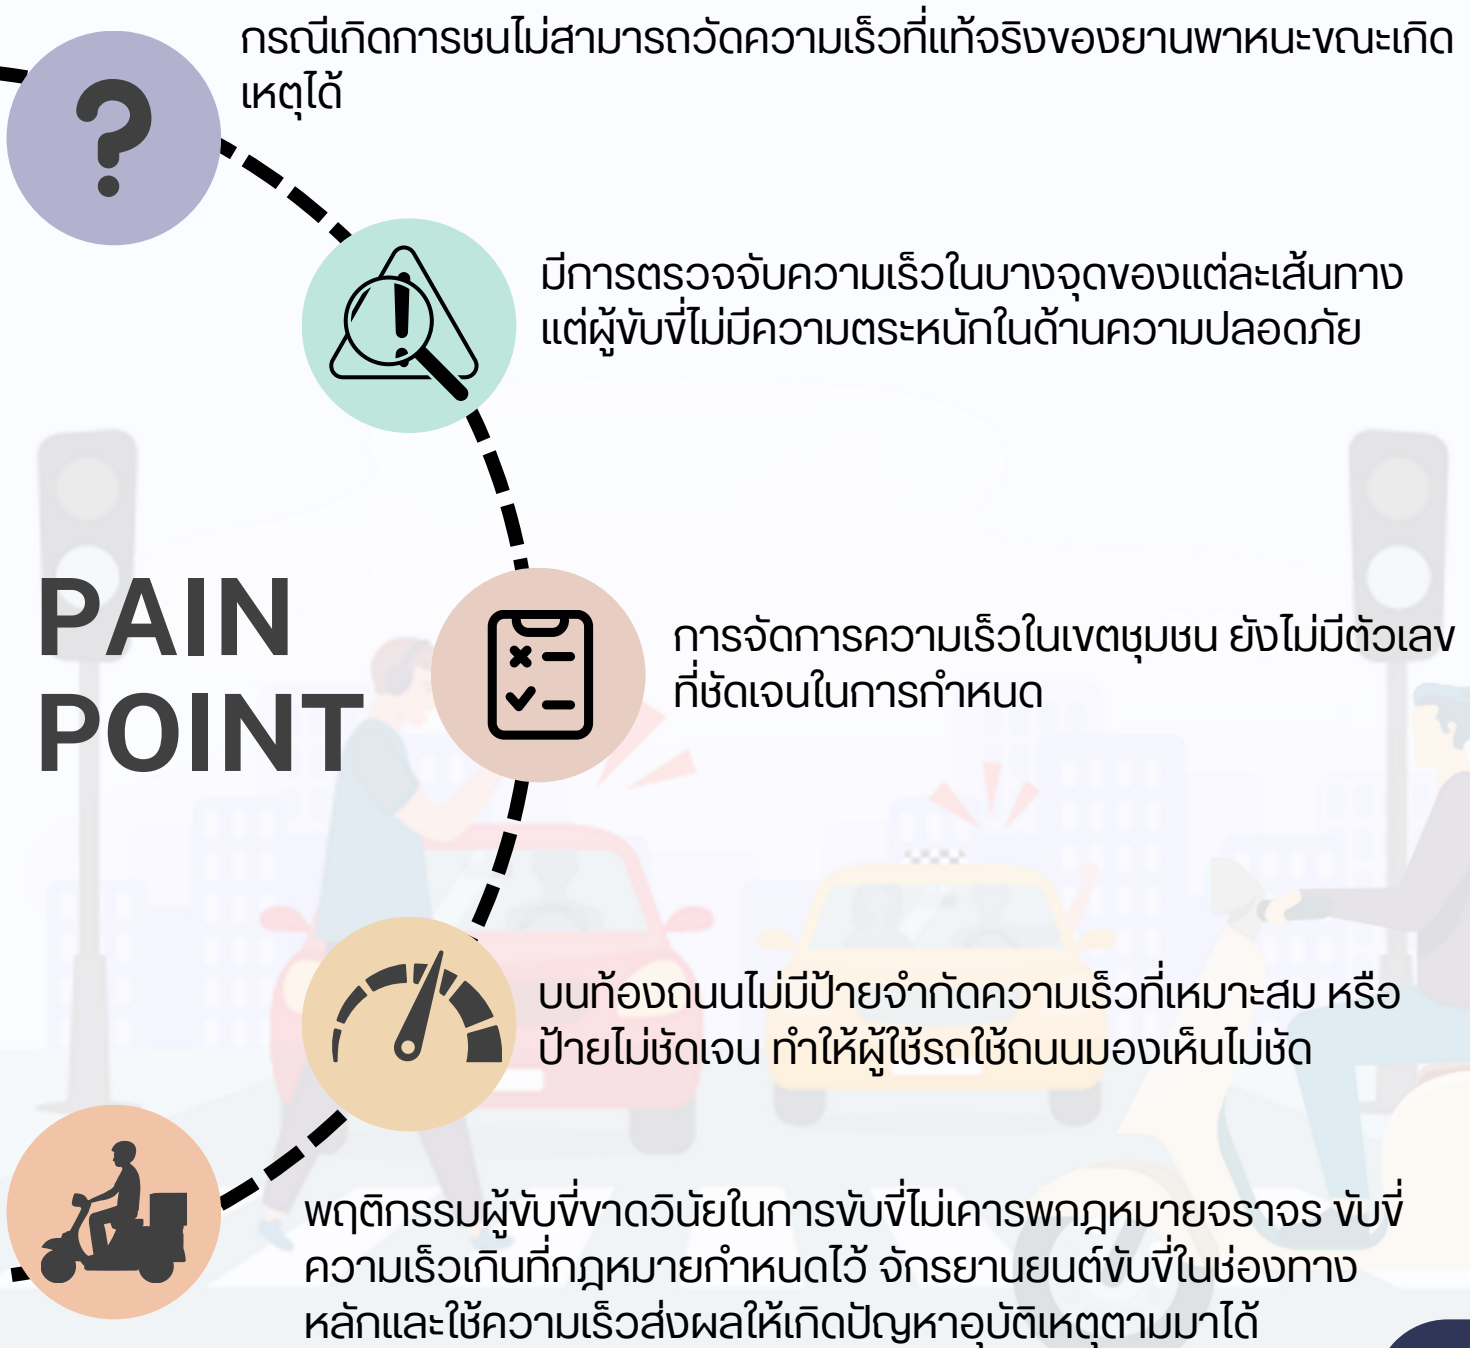 กรณีเกิดการชนไม่สามารถวัดความเร็วที่แท้จริงของยานพาหนะขณะเกิด
เหตุได้
มีการตรวจจับความเร็วในบางจุดของแต่ละเส้นทาง
แต่ผู้ขับขี่ไม่มีความตระหนักในด้านความปลอดภัย
PAIN
POINT
การจัดการความเร็วในเขตชุมชน ยังไม่มีตัวเลข
ที่ชัดเจนในการกำหนด
บนท้องถนนไม่มีป้ายจำกัดความเร็วที่เหมาะสม หรือ
ป้ายไม่ชัดเจน ทำให้ผู้ใช้รถใช้ถนนมองเห็นไม่ชัด
พฤติกรรมผู้ขับขี่ขาดวินัยในการขับขี่ไม่เคารพกฎหมายจราจร ขับขี่
ความเร็วเกินที่กฎหมายกำหนดไว้ จักรยานยนต์ขับขี่ในช่องทาง
หลักและใช้ความเร็วส่งผลให้เกิดปัญหาอุบัติเหตุตามมาได้